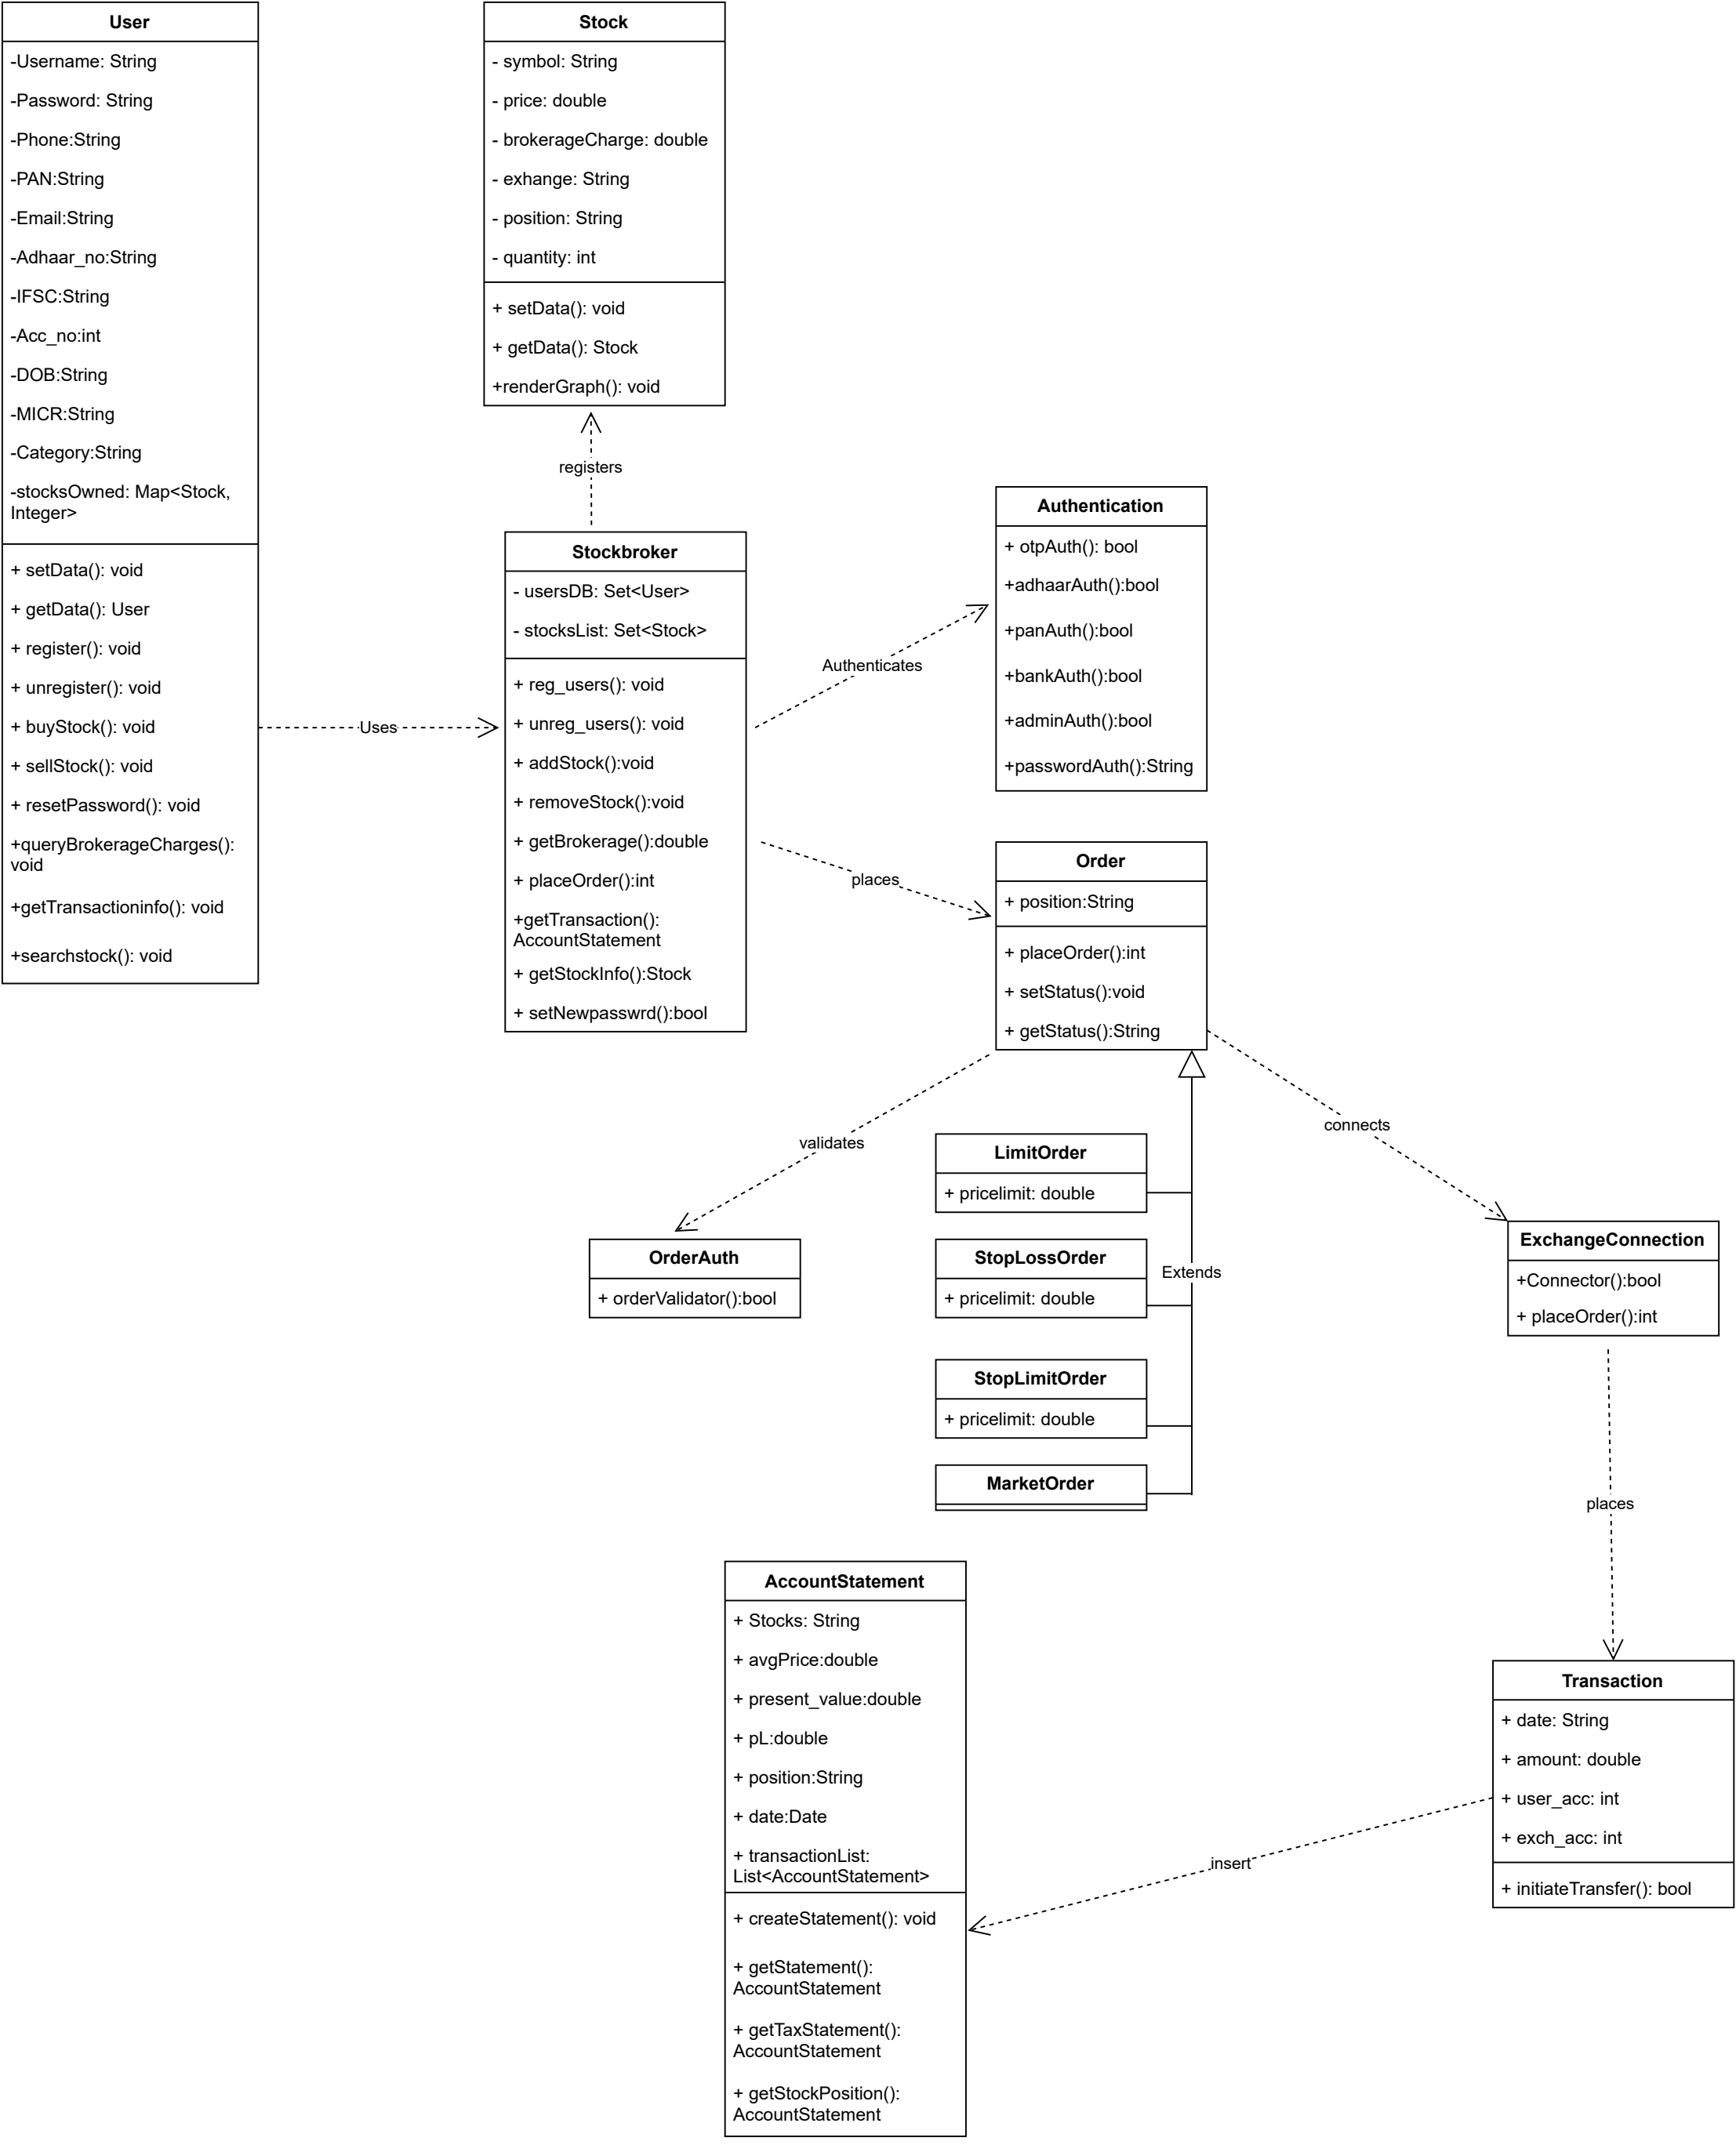 User
-Username: String
-Password: String
-Phone:String
-PAN:String
-Email:String
-Adhaar_no:String
-IFSC:String
-Acc_no:int
-DOB:String
-MICR:String
-Category:String
-stocksOwned: Map<Stock,
Integer>
+ setData(): void
+ getData(): User
+ register(): void
+ unregister(): void
+ buyStock(): void
+ sellStock(): void
+ resetPassword(): void
+queryBrokerageCharges():
void
+getTransactioninfo(): void
+searchstock(): void
Uses
Stock
- symbol: String
- price: double
- brokerageCharge: double
- exhange: String
- position: String
- quantity: int
+ setData(): void
+ getData(): Stock
+renderGraph(): void
registers
Stockbroker
- usersDB: Set<User>
- stocksList: Set<Stock>
+ reg_users(): void
+ unreg_users(): void
+ addStock():void
+ removeStock():void
+ getBrokerage():double
+ placeOrder():int
+getTransaction():
AccountStatement
+ getStockInfo():Stock
+ setNewpasswrd():bool
Authenticates
places
Authentication
+ otpAuth(): bool
+adhaarAuth():bool
+panAuth():bool
+bankAuth():bool
+adminAuth():bool
+passwordAuth():String
Order
+ position:String
+ placeOrder():int
+ setStatus():void
+ getStatus():String
validates
connects
OrderAuth
+ orderValidator():bool
LimitOrder
+ pricelimit: double
StopLossOrder
+ pricelimit: double
Extends
StopLimitOrder
+ pricelimit: double
MarketOrder
ExchangeConnection
+Connector():bool
+ placeOrder():int
places
AccountStatement
+ Stocks: String
+ avgPrice:double
+ present_value:double
+ pL:double
+ position:String
+ date:Date
+ transactionList:
List<AccountStatement>
+ createStatement(): void
+ getStatement():
AccountStatement
+ getTaxStatement():
AccountStatement
+ getStockPosition():
AccountStatement
insert
Transaction
+ date: String
+ amount: double
+ user_acc: int
+ exch_acc: int
+ initiateTransfer(): bool